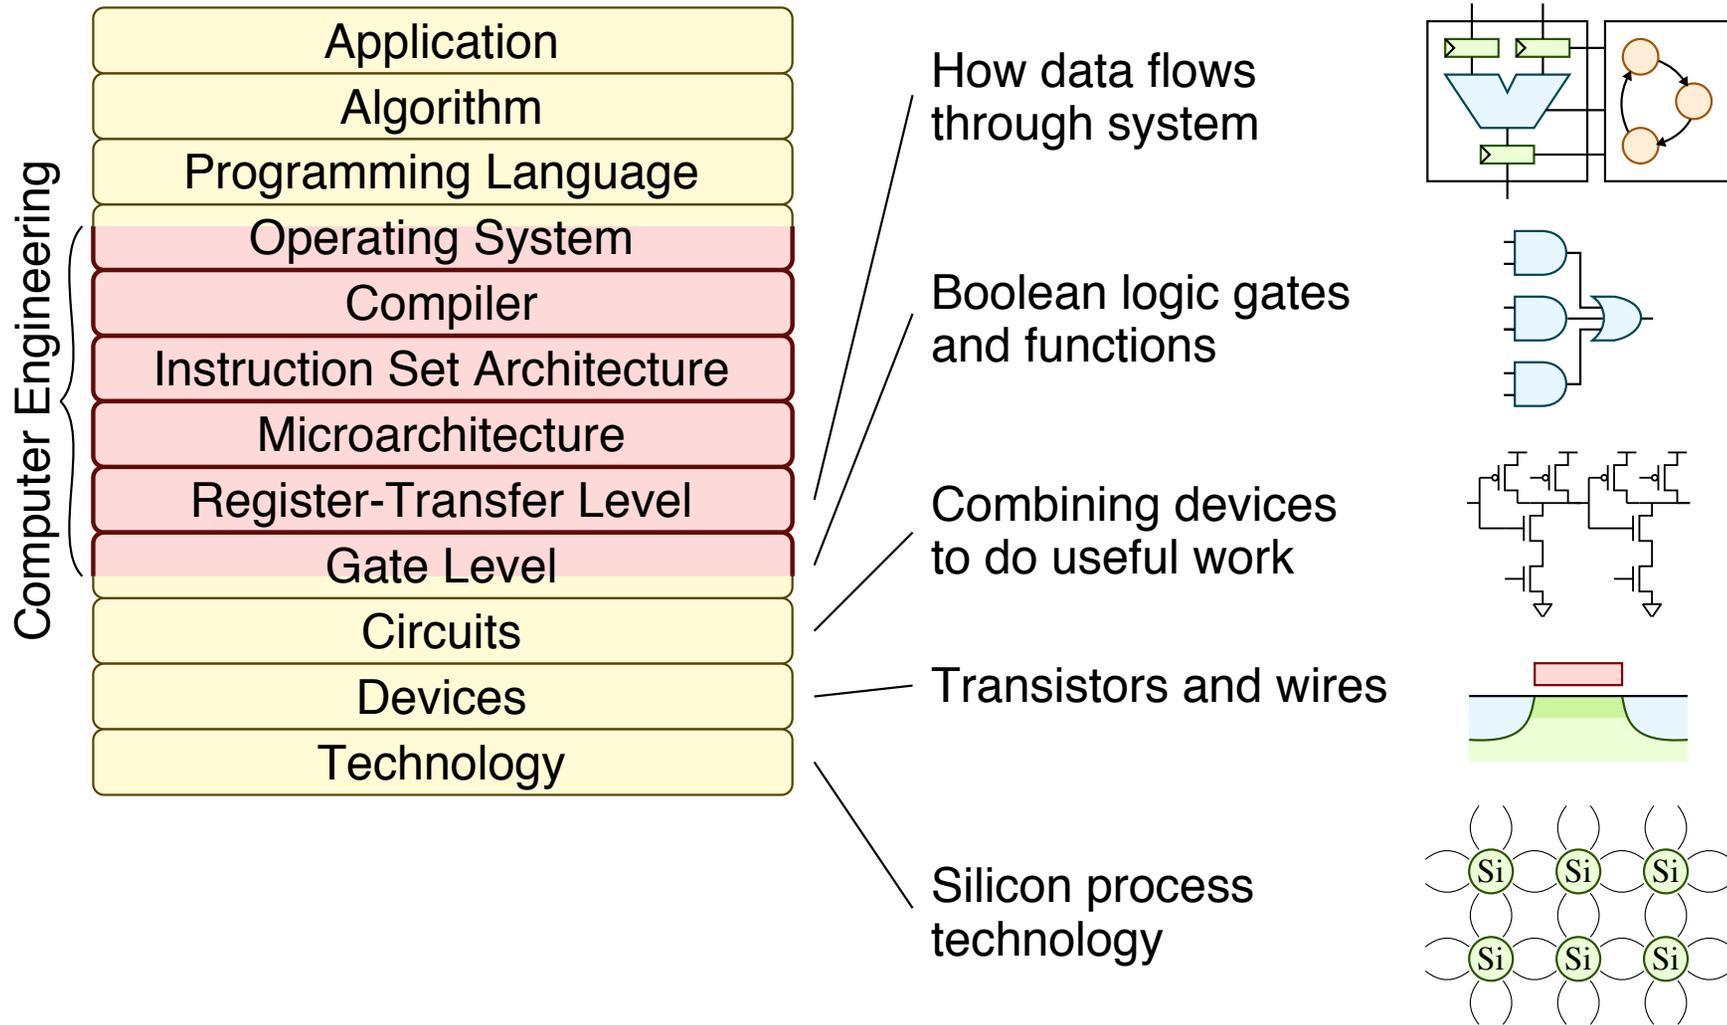 Computer Engineering
Application
Algorithm
Programming Language
Operating System
Compiler
Instruction Set Architecture
Microarchitecture
Register-Transfer Level
Gate Level
Circuits
Devices
Technology
How data flows
through system
Boolean logic gates
and functions
Combining devices
to do useful work
Transistors and wires
Silicon process
technology
Si Si Si
Si Si Si